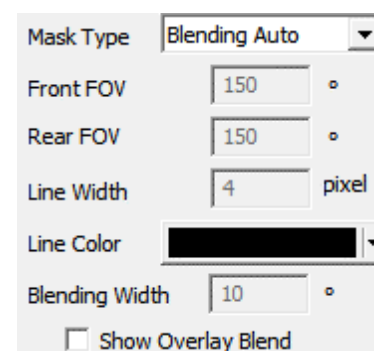 Mask Type Blending Auto
Front FOV 150 °
Rear FOV 150 °
Line Width 4 pixel
Line Color
Blending Width 10 °
Show Overlay Blend